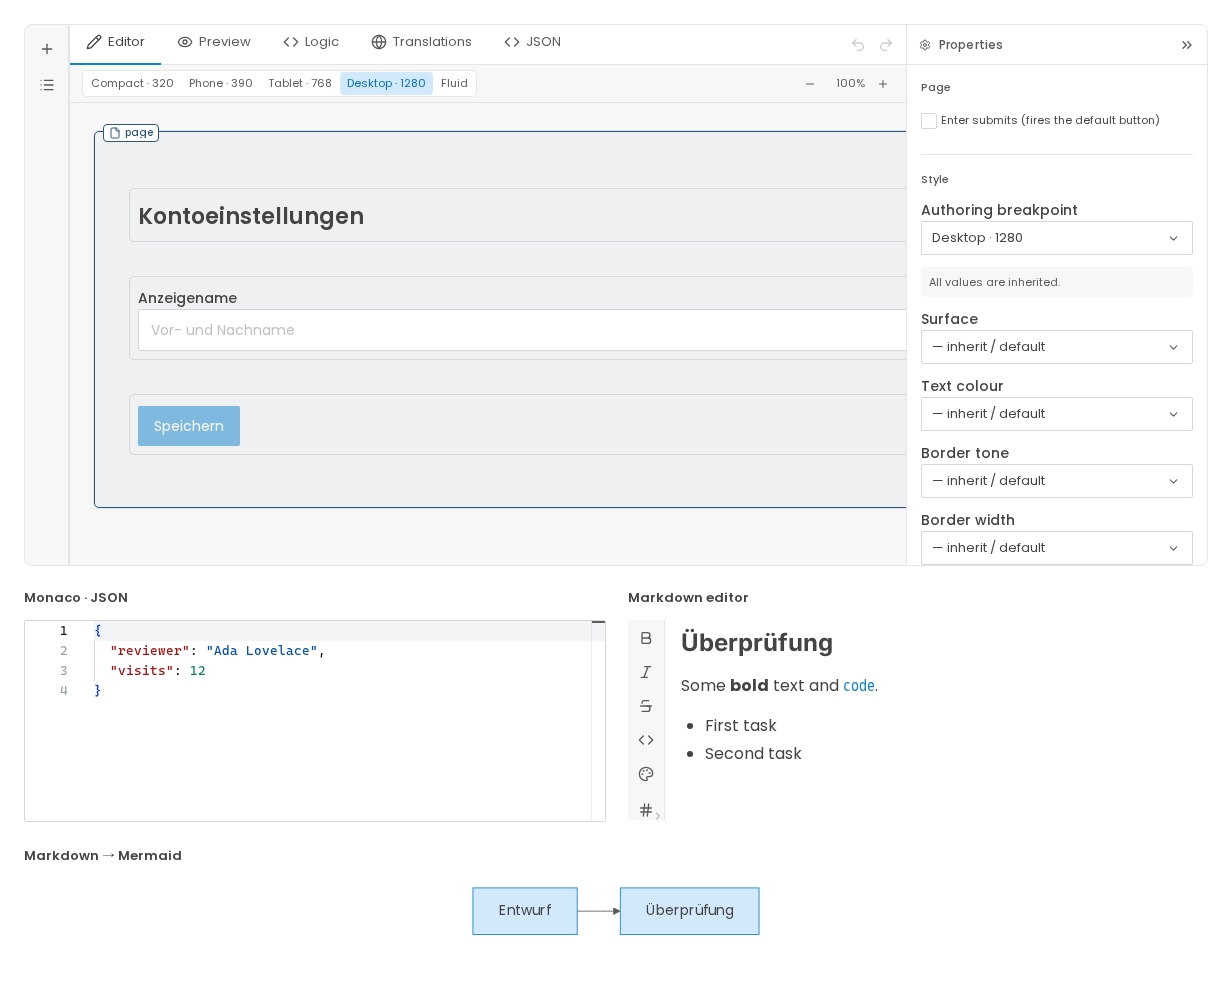 Editor Preview Logic Translations JSON
Compact · 320 Phone · 390 Tablet · 768 Desktop · 1280 Fluid
100%
page
Kontoeinstellungen
Anzeigename
Vor- und Nachname
Speichern
Properties
Page
Enter submits (fires the default button)
Style
Authoring breakpoint
Desktop · 1280
All values are inherited.
Surface
— inherit / default
Text colour
— inherit / default
Border tone
— inherit / default
Border width
— inherit / default
Monaco · JSON
1 {
2 "reviewer": "Ada Lovelace",
3 "visits": 12
4 }
Markdown editor
Überprüfung
Some bold text and code.
• First task
• Second task
Markdown → Mermaid
Entwurf
Überprüfung